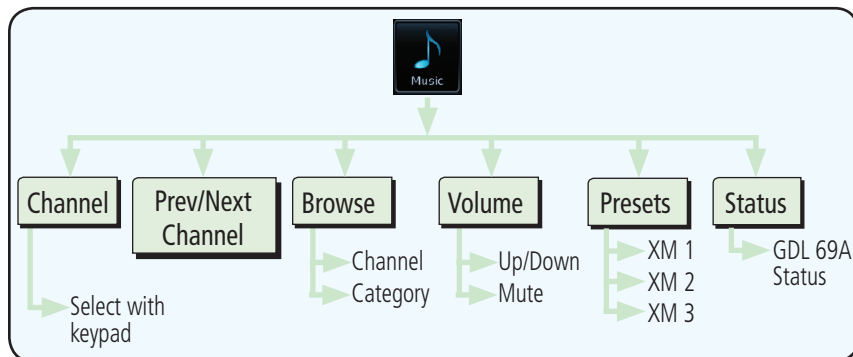 Music
Channel
Select with
keypad
Prev/Next
Channel
Browse
Channel
Category
Volume
Up/Down
Mute
Presets
XM 1
XM 2
XM 3
Status
GDL 69A
Status